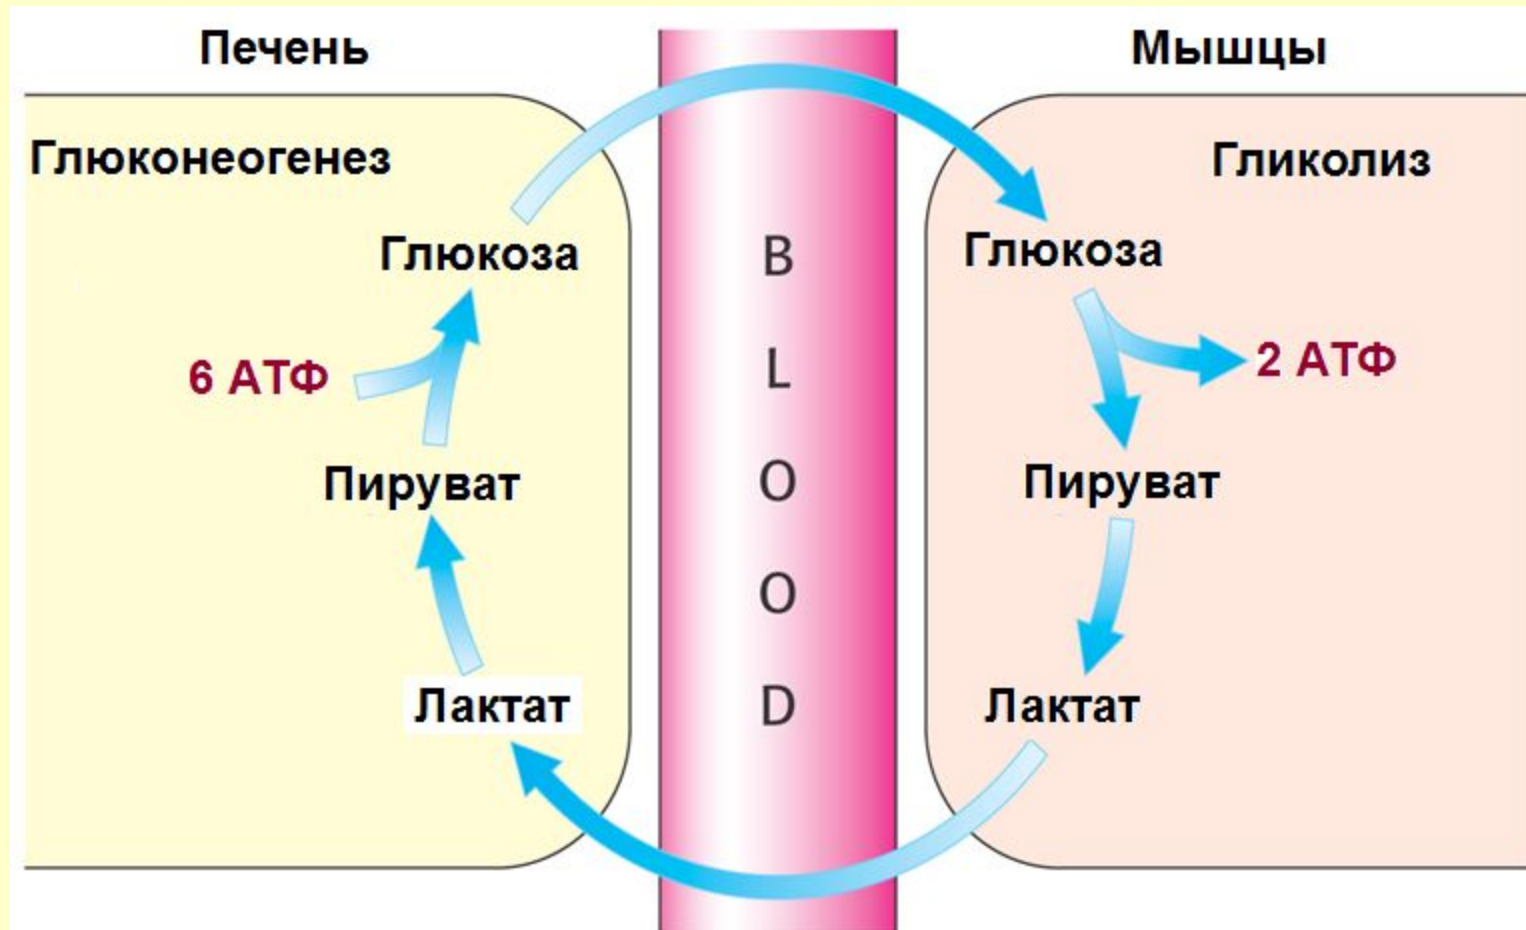 Печень
Мышцы
Глюконеогенез
Гликолиз
Глюкоза
Глюкоза
6 АТФ
2 АТФ
Пируват
Пируват
Лактат
Лактат
B
L
O
O
D